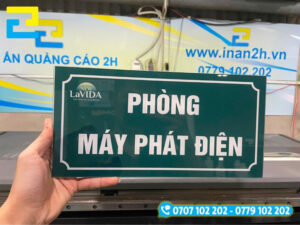 ẤN QUẢNG CÁO 2H
www.inan2h.vn
0779 102 202
LaVIDA
PHÒNG
MÁY PHÁT ĐIỆN
0707 102 202 - 0779 102 202